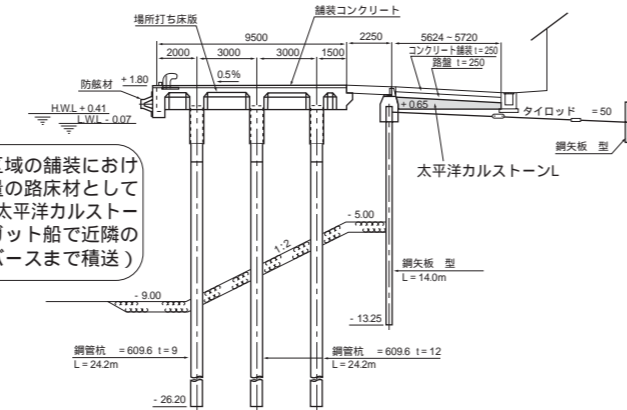 場所打ち床版
舗装コンクリート
9500
2250
5624 ~ 5720
2000
3000
3000
1500
コンクリート舗装 t = 250
路盤 t = 250
防舷材
+ 1.80
0.5%
H.W.L + 0.41
L.W.L - 0.07
+ 0.65
タイロッド = 50
鋼矢板 型
太平洋カルストーンL
区域の舗装におけ
量の路床材として
太平洋カルストー
ガット船で近隣の
バースまで積送)
- 5.00
1:2
鋼矢板 型
L = 14.0m
- 9.00
- 13.25
鋼管杭 = 609.6 t = 9
L = 24.2m
鋼管杭 = 609.6 t = 12
L = 24.2m
- 26.20